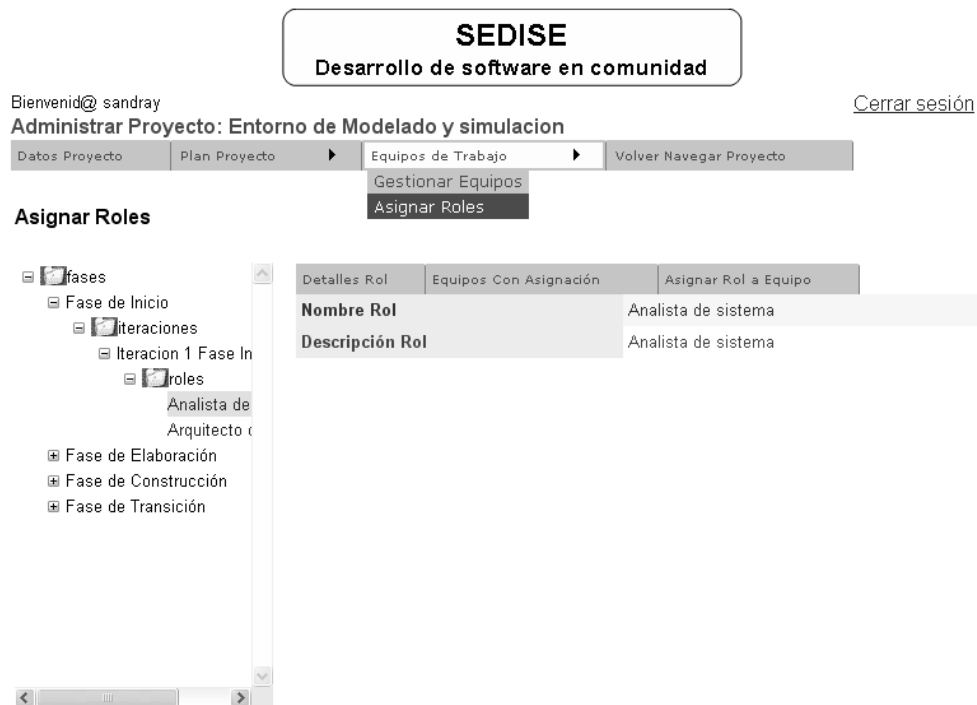 SEDISE
Desarrollo de software en comunidad
Bienvenid@ sandray
Cerrar sesión
Administrar Proyecto: Entorno de Modelado y simulacion
Datos Proyecto
Plan Proyecto
Equipos de Trabajo
Volver Navegar Proyecto
Gestionar Equipos
Asignar Roles
Asignar Roles
fases
Fase de Inicio
iteraciones
Iteracion 1 Fase In
roles
Analista de
Arquitecto
Fase de Elaboración
Fase de Construcción
Fase de Transición
Detalles Rol
Equipos Con Asignación
Asignar Rol a Equipo
Nombre Rol
Analista de sistema
Descripción Rol
Analista de sistema